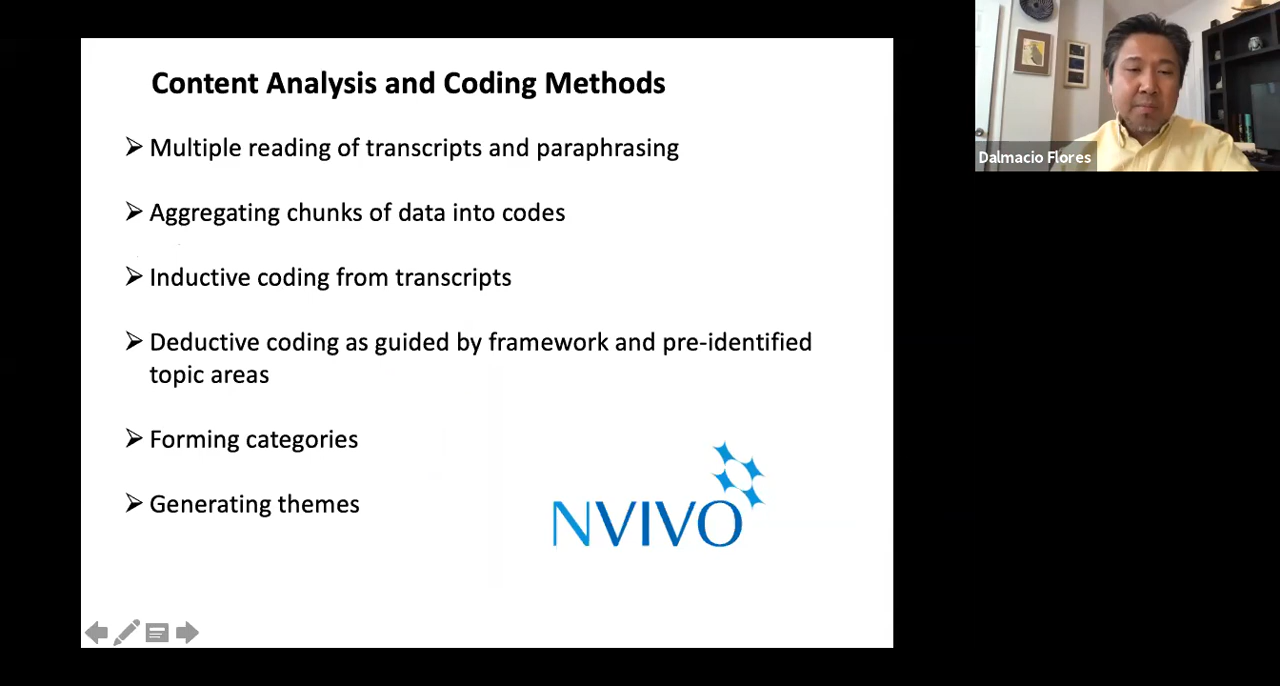 Content Analysis and Coding Methods
➢ Multiple reading of transcripts and paraphrasing
➢ Aggregating chunks of data into codes
➢ Inductive coding from transcripts
➢ Deductive coding as guided by framework and pre-identified
topic areas
➢ Forming categories
➢ Generating themes
NVIVO
Dalmacio Flores